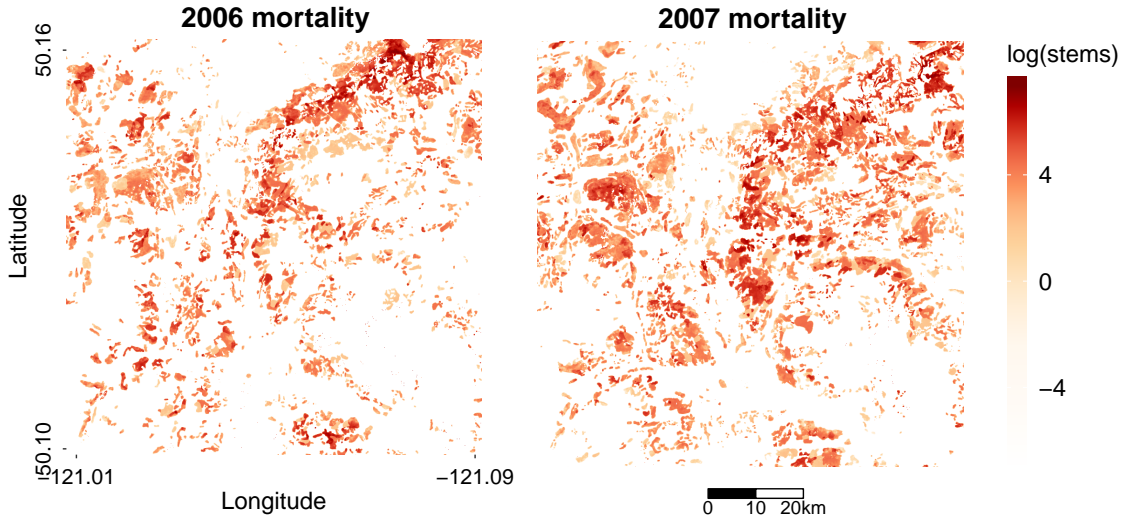 2006 mortality
2007 mortality
50.16
50.10
Latitude
-121.01
−121.09
Longitude
0
10
20km
log(stems)
4
0
−4